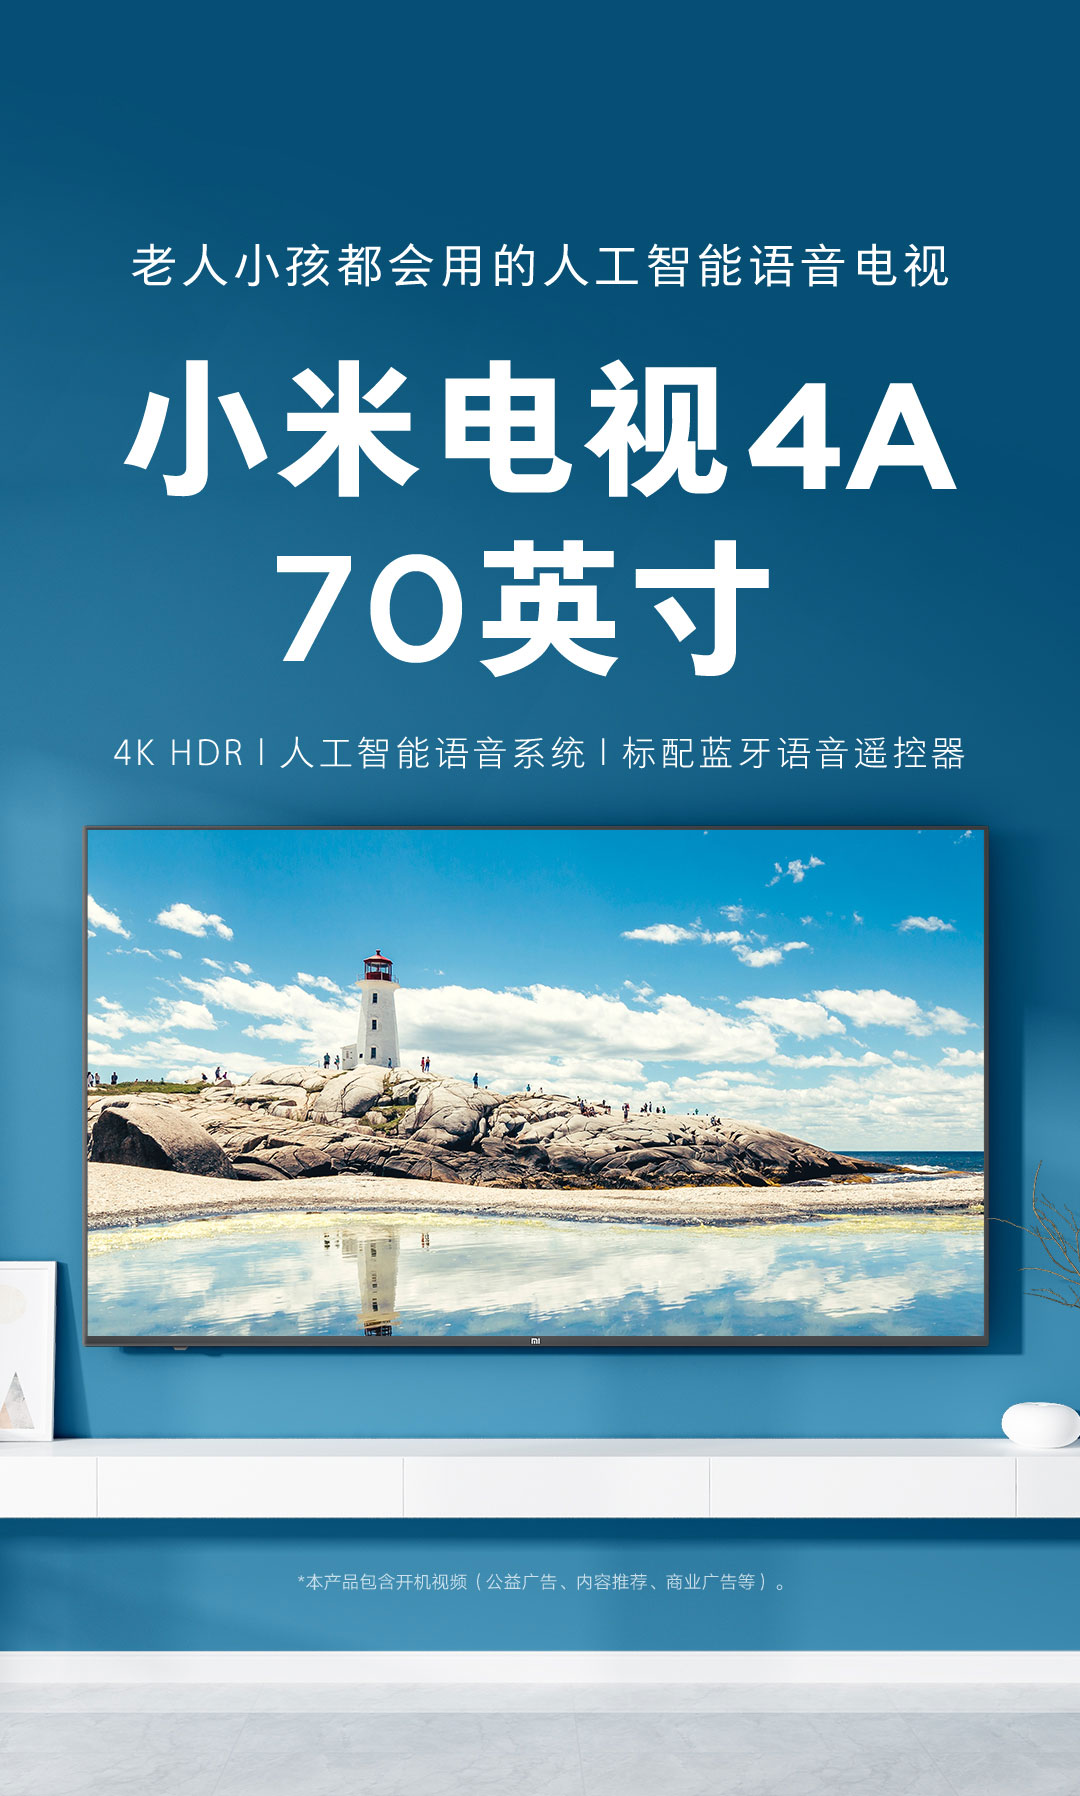 老人小孩都会用的人工智能语音电视
小米电视4A
70英寸
4K HDR | 人工智能语音系统 | 标配蓝牙语音遥控器
mi
*本产品包含开机视频（公益广告、内容推荐、商业广告等）。